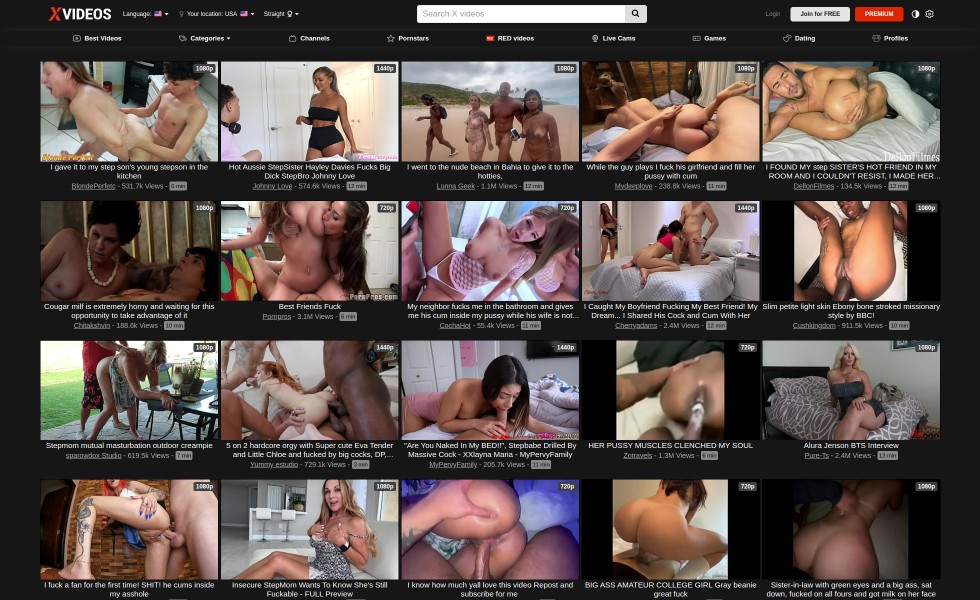 XVIDEOS
Language:
Your location: USA
Straight
Search X videos
Login
Join for FREE
PREMIUM
Best Videos
Categories
Channels
Pornstars
RED videos
Live Cams
Games
Dating
Profiles
1080p
1440p
1080p
1080p
1080p
DellonFilmes
I gave it to my step son's young stepson in the
kitchen
BlondePerfetc - 531.7k Views - 6 min
Hot Aussie StepSister Hayley Davies Fucks Big
Dick StepBro Johnny Love
Johnny Love - 574.6k Views - 12 min
I went to the nude beach in Bahia to give it to the
hotties.
Lunna Geek - 1.1M Views - 12 min
While the guy plays I fuck his girlfriend and fill her
pussy with cum
Mydeeplove - 238.8k Views - 11 min
I FOUND MY step SISTER'S HOT FRIEND IN MY
ROOM AND I COULDN'T RESIST, I MADE HER...
DellonFilmes - 134.5k Views - 12 min
1080p
720p
720p
1440p
1080p
PornPros.com
Cougar milf is extremely horny and waiting for this
opportunity to take advantage of it
Chitakshvin - 188.6k Views - 10 min
Best Friends Fuck
Pornpros - 3.1M Views - 6 min
My neighbor fucks me in the bathroom and gives
me his cum inside my pussy while his wife is not...
CochaHot - 55.4k Views - 11 min
I Caught My Boyfriend Fucking My Best Friend! My
Dream... I Shared His Cock and Cum With Her
Cherryadams - 2.4M Views - 12 min
Slim petite light skin Ebony bone stroked missionary
style by BBC!
Cushkingdom - 911.5k Views - 10 min
1080p
1440p
1440p
720p
1080p
Stepmom mutual masturbation outdoor creampie
sparowdox Studio - 619.5k Views - 7 min
5 on 2 hardcore orgy with Super cute Eva Tender
and Little Chloe and fucked by big cocks, DP,...
Yummy estudio - 729.1k Views - 3 min
"Are You Naked In My BED!!", Stepbabe Drilled By
Massive Cock - XXlayna Maria - MyPervyFamily
MyPervyFamily - 205.7k Views - 11 min
HER PUSSY MUSCLES CLENCHED MY SOUL
Zotravels - 1.3M Views - 6 min
Alura Jenson BTS Interview
Pure-Ts - 2.4M Views - 13 min
1080p
1080p
720p
720p
1080p
I fuck a fan for the first time! SHIT! he cums inside
my asshole
Insecure StepMom Wants To Know She's Still
Fuckable - FULL Preview
I know how much yall love this video Repost and
subscribe for me
BIG ASS AMATEUR COLLEGE GIRL Gray beanie
great fuck
Sister-in-law with green eyes and a big ass, sat
down, fucked on all fours and got milk on her face